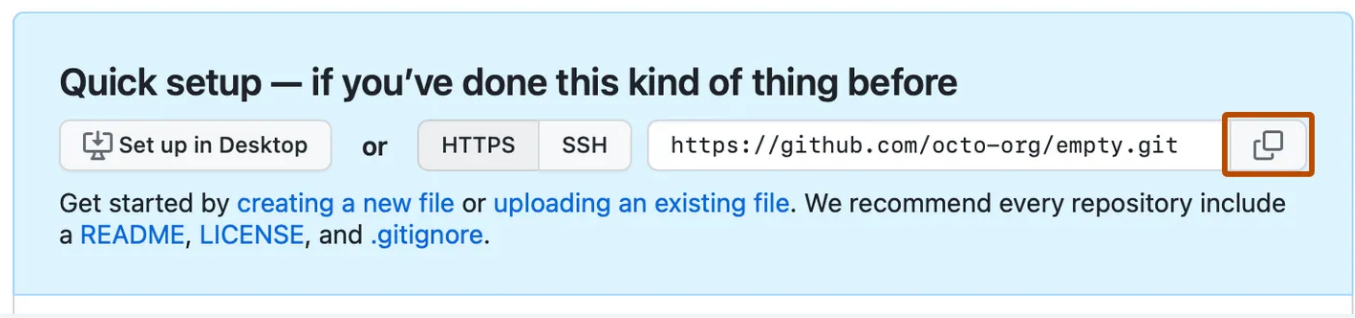 Quick setup — if you’ve done this kind of thing before
Set up in Desktop or HTTPS SSH https://github.com/octo-org/empty.git
Get started by creating a new file or uploading an existing file. We recommend every repository include
a README, LICENSE, and .gitignore.